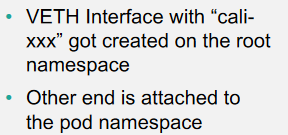 • VETH Interface with “cali-
xxx” got created on the root
namespace
• Other end is attached to
the pod namespace